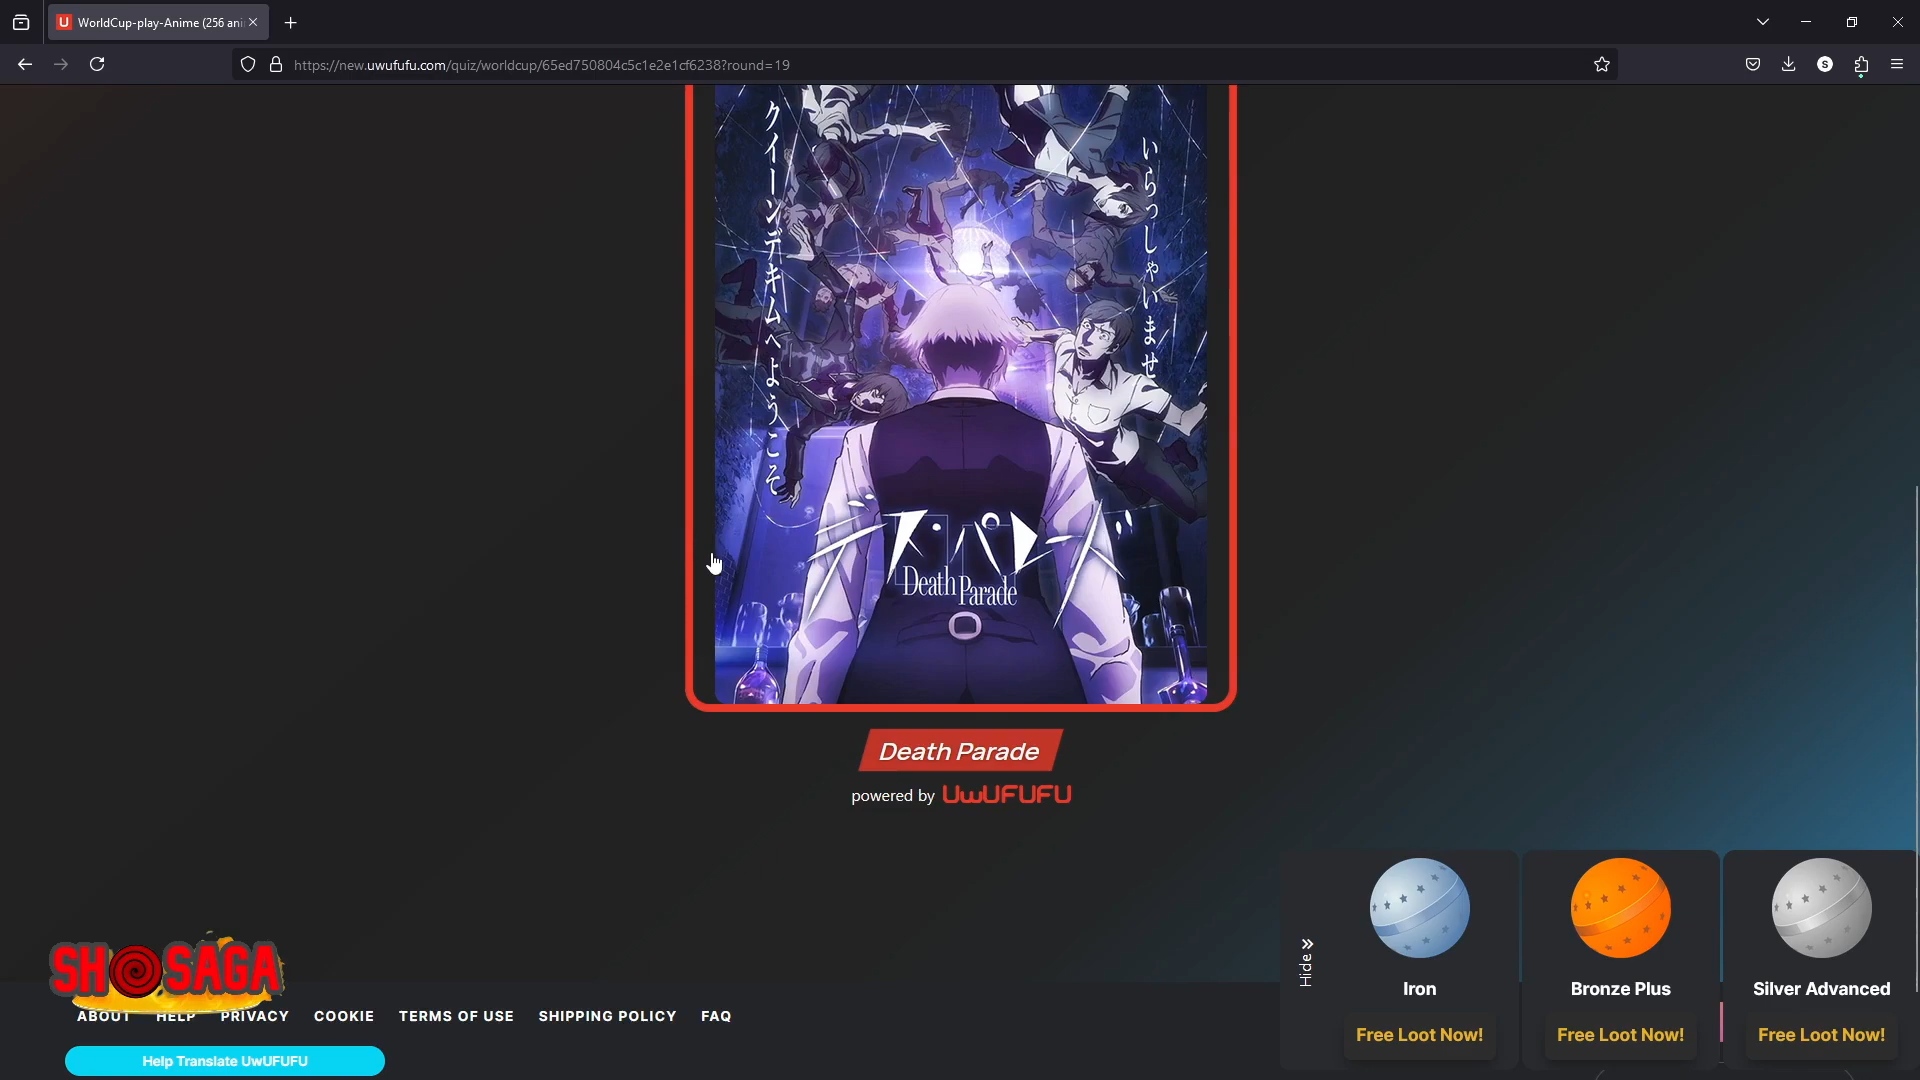 WorldCup-play-Anime (256 ani
https://new.uwufufu.com/quiz/worldcup/65ed750804c5c1e2e1cf6238?round=19
S
クイーンデキムへようこそ
いらっしゃいませ
デス・パレード
Death Parade
Death Parade
powered by UwUFUFU
Hide
Iron
Bronze Plus
Silver Advanced
Free Loot Now!
Free Loot Now!
Free Loot Now!
SHOSAGA
ABOUT HELP PRIVACY COOKIE TERMS OF USE SHIPPING POLICY FAQ
Help Translate UwUFUFU